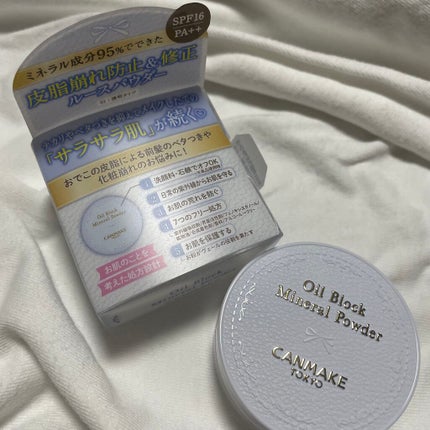 SPF16
PA++
ミネラル成分95%でできた
皮脂崩れ防止&修正
ルースパウダー
「サラサラ肌」が続く
おでこの皮脂による前髪のベタつきや
化粧崩れのお悩みに!
洗顔料・石鹸でオフOK
日常の紫外線からお肌を守る
お肌の荒れを防ぐ
7つのフリー処方
お肌を保護する
Oil Block
Mineral Powder
CANMAKE
お肌のことを
考えた処方設計
Oil Block
Oil Block
Mineral Powder
CANMAKE
TOKYO